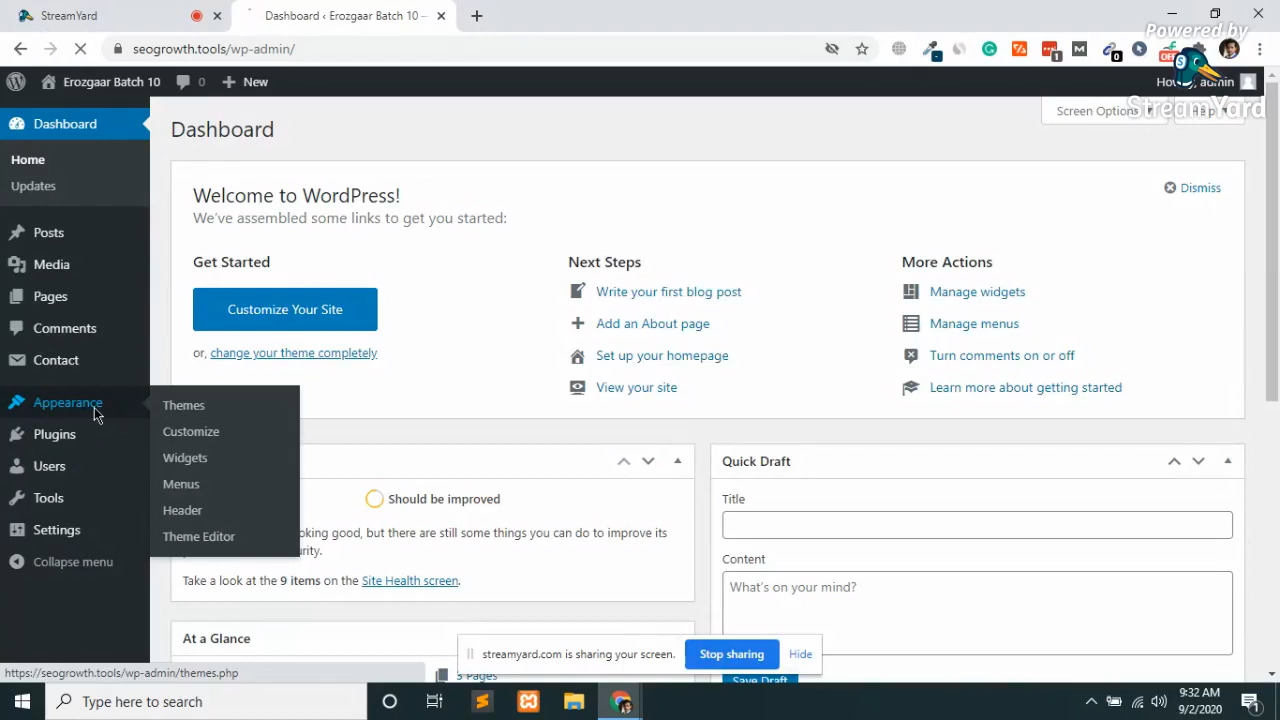 StreamYard
Dashboard ‹ Erozgaar Batch 10 —
seogrowth.tools/wp-admin/
Powered by
StreamYard
Erozgaar Batch 10
0
New
Howdy, admin
Dashboard
Home
Updates
Posts
Media
Pages
Comments
Contact
Appearance
Plugins
Users
Tools
Settings
Collapse menu
Themes
Customize
Widgets
Menus
Header
Theme Editor
Dashboard
Screen Options
Help
Welcome to WordPress!
Dismiss
We've assembled some links to get you started:
Get Started
Customize Your Site
or, change your theme completely
Next Steps
Write your first blog post
Add an About page
Set up your homepage
View your site
More Actions
Manage widgets
Manage menus
Turn comments on or off
Learn more about getting started
Should be improved
oking good, but there are still some things you can do to improve its
urity.
Take a look at the 9 items on the Site Health screen.
At a Glance
Pages
Quick Draft
Title
Content
What's on your mind?
Save Draft
streamyard.com is sharing your screen.
Stop sharing
Hide
https://seogrowth.tools/wp-admin/themes.php
Type here to search
9:32 AM
9/2/2020